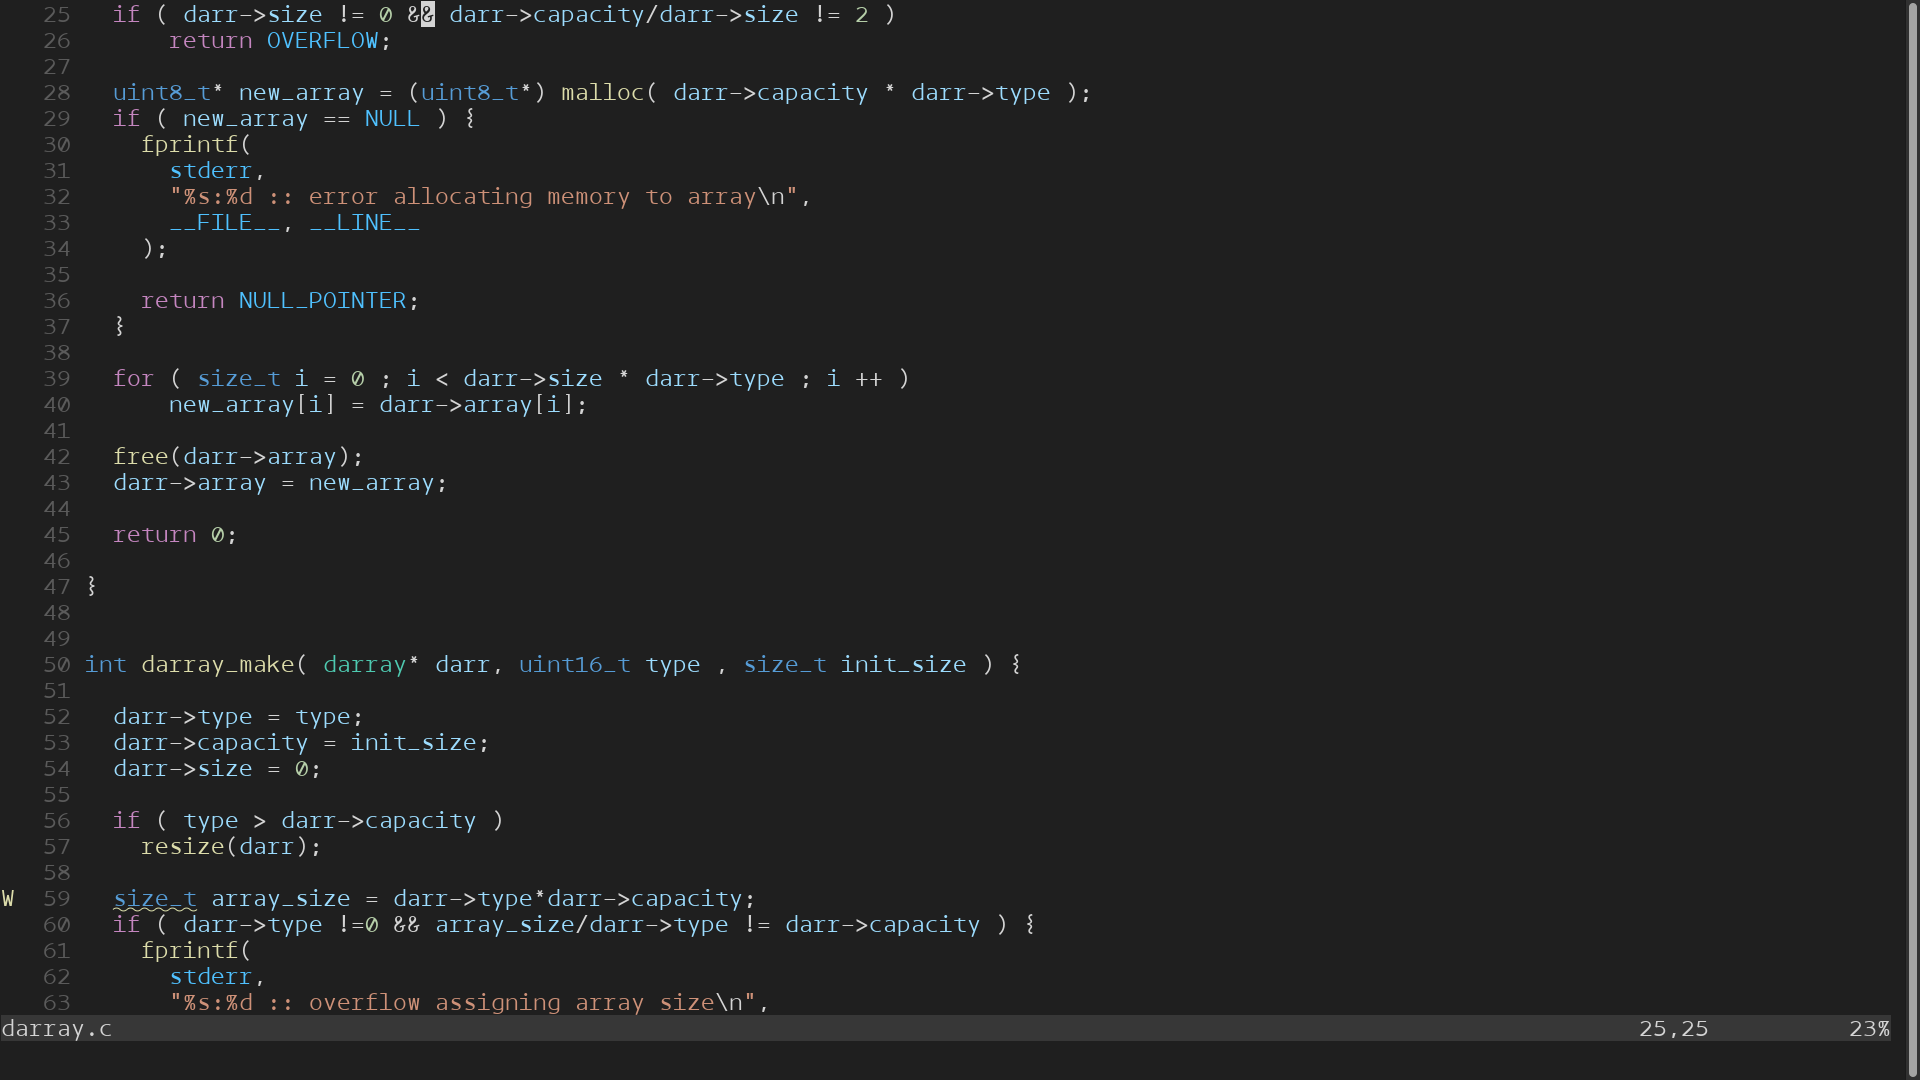 25   if ( darr->size != 0 && darr->capacity/darr->size != 2 )
26       return OVERFLOW;
27
28   uint8_t* new_array = (uint8_t*) malloc( darr->capacity * darr->type );
29   if ( new_array == NULL ) {
30     fprintf(
31       stderr,
32       "%s:%d :: error allocating memory to array\n",
33       __FILE__, __LINE__
34     );
35
36     return NULL_POINTER;
37   }
38
39   for ( size_t i = 0 ; i < darr->size * darr->type ; i ++ )
40       new_array[i] = darr->array[i];
41
42   free(darr->array);
43   darr->array = new_array;
44
45   return 0;
46
47 }
48
49
50 int darray_make( darray* darr, uint16_t type , size_t init_size ) {
51
52   darr->type = type;
53   darr->capacity = init_size;
54   darr->size = 0;
55
56   if ( type > darr->capacity )
57     resize(darr);
58
W  59   size_t array_size = darr->type*darr->capacity;
60   if ( darr->type !=0 && array_size/darr->type != darr->capacity ) {
61     fprintf(
62       stderr,
63       "%s:%d :: overflow assigning array size\n",
darray.c 25,25 23%